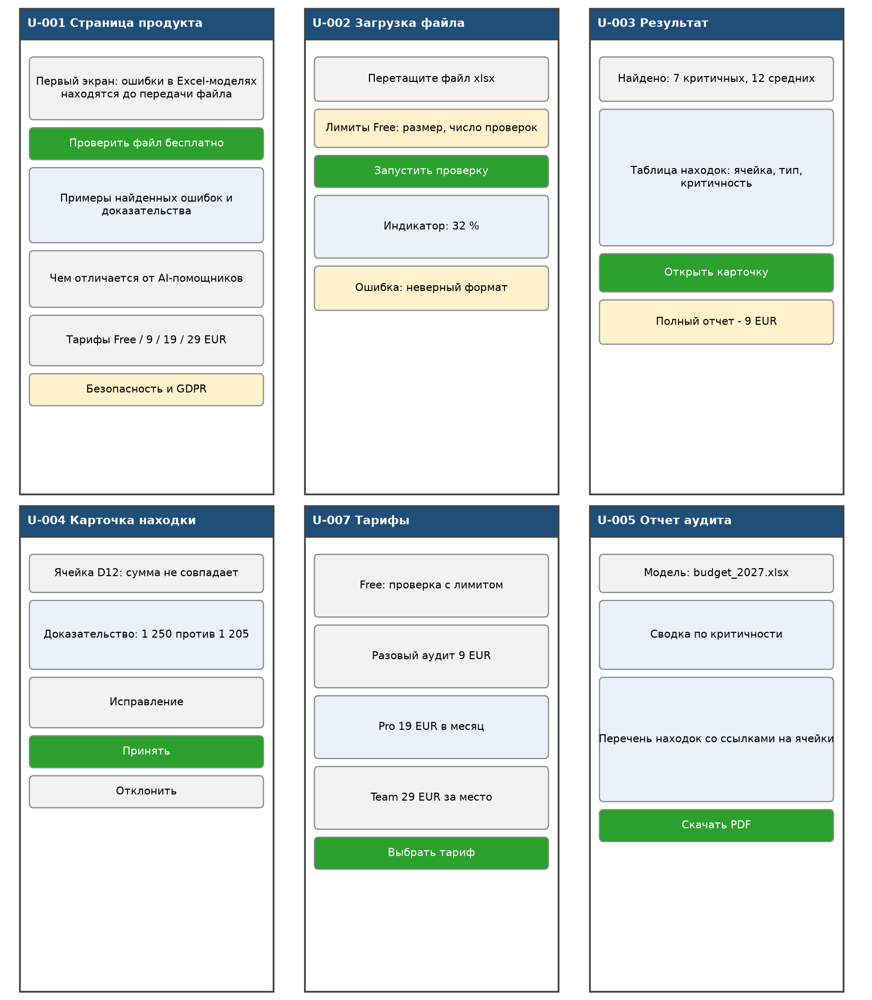 U-001 Страница продукта
Первый экран: ошибки в Excel-моделях
находятся до передачи файла
Проверить файл бесплатно
Примеры найденных ошибок и
доказательства
Чем отличается от AI-помощников
Тарифы Free / 9 / 19 / 29 EUR
Безопасность и GDPR
U-002 Загрузка файла
Перетащите файл xlsx
Лимиты Free: размер, число проверок
Запустить проверку
Индикатор: 32 %
Ошибка: неверный формат
U-003 Результат
Найдено: 7 критичных, 12 средних
Таблица находок: ячейка, тип,
критичность
Открыть карточку
Полный отчет - 9 EUR
U-004 Карточка находки
Ячейка D12: сумма не совпадает
Доказательство: 1 250 против 1 205
Исправление
Принять
Отклонить
U-007 Тарифы
Free: проверка с лимитом
Разовый аудит 9 EUR
Pro 19 EUR в месяц
Team 29 EUR за место
Выбрать тариф
U-005 Отчет аудита
Модель: budget_2027.xlsx
Сводка по критичности
Перечень находок со ссылками на ячейки
Скачать PDF